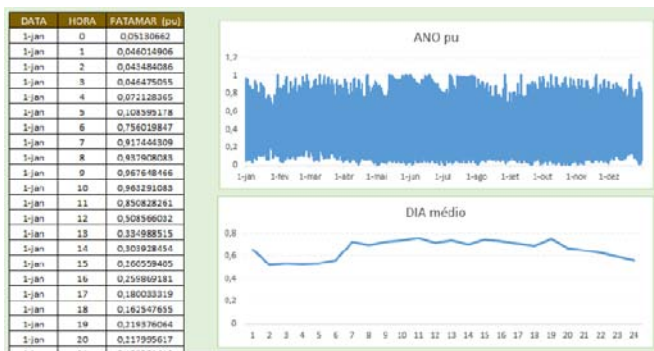 DATA HORA PATAMAR (pu)
1-jan 0 0,05130662
1-jan 1 0,046014906
1-jan 2 0,043484086
1-jan 3 0,046475055
1-jan 4 0,072128365
1-jan 5 0,108595178
1-jan 6 0,756019847
1-jan 7 0,917444309
1-jan 8 0,937908083
1-jan 9 0,967648466
1-jan 10 0,963291083
1-jan 11 0,850828261
1-jan 12 0,508566032
1-jan 13 0,334988515
1-jan 14 0,303928454
1-jan 15 0,260559405
1-jan 16 0,259869181
1-jan 17 0,180033319
1-jan 18 0,162547655
1-jan 19 0,219376064
1-jan 20 0,217995617
ANO pu
1,2
1
0,8
0,6
0,4
0,2
0
1-jan 1-fev 1-mar 1-abr 1-mai 1-jun 1-jul 1-ago 1-set 1-out 1-nov 1-dez
DIA médio
0,8
0,6
0,4
0,2
0
1 2 3 4 5 6 7 8 9 10 11 12 13 14 15 16 17 18 19 20 21 22 23 24